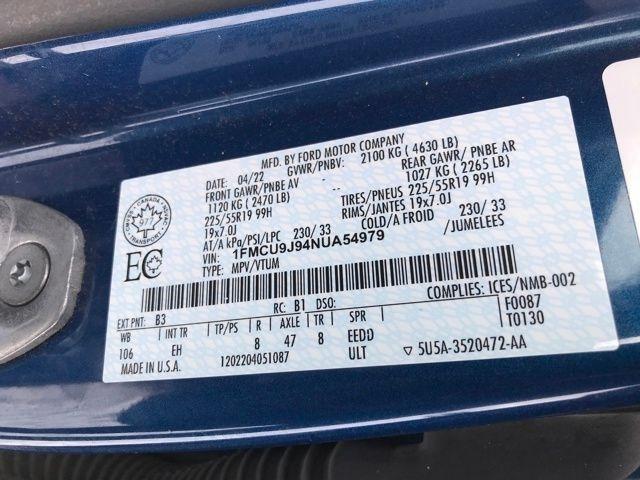 MFD. BY FORD MOTOR COMPANY
DATE: 04/22 GVWR/PNBV: 2100 KG ( 4630 LB)
FRONT GAWR/PNBE AV REAR GAWR/ PNBE AR
1120 KG ( 2470 LB) 1027 KG ( 2265 LB)
225/55R19 99H TIRES/PNEUS 225/55R19 99H
19x7.0J RIMS/JANTES 19x7.0J
AT/A kPa/PSI/LPC 230/ 33 COLD/A FROID 230/ 33
VIN: 1FMCU9J94NUA54979 /JUMELEES
TYPE: MPV/VTUM
CANADA
977
TRANSPORT
EC
COMPLIES: ICES/NMB-002
EXT PNT: B3 RC: B1 DSO: F0087
WB INT TR TP/PS R AXLE TR SPR T0130
106 EH 8 47 8 EEDD
MADE IN U.S.A. 1202204051087 ULT ▽ 5U5A-3520472-AA